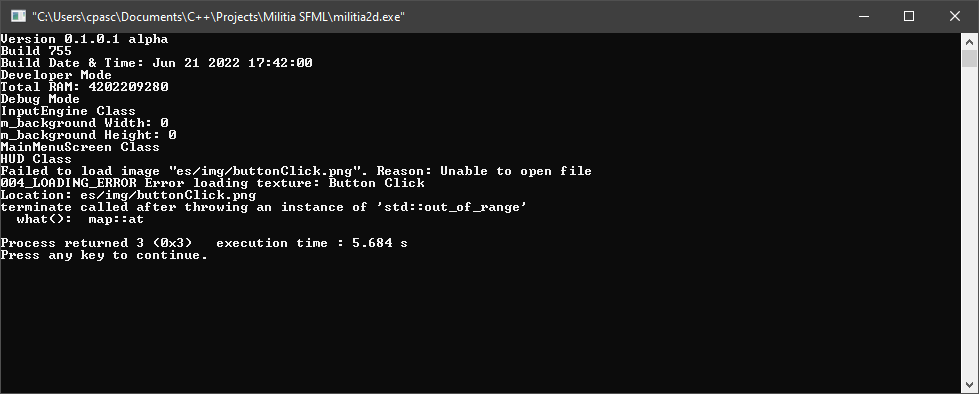 "C:\Users\cpasc\Documents\C++\Projects\Militia SFML\militia2d.exe"
Version 0.1.0.1 alpha
Build 755
Build Date & Time: Jun 21 2022 17:42:00
Developer Mode
Total RAM: 4202209280
Debug Mode
InputEngine Class
m_background Width: 0
m_background Height: 0
MainMenuScreen Class
HUD Class
Failed to load image "es/img/buttonClick.png". Reason: Unable to open file
004_LOADING_ERROR Error loading texture: Button Click
Location: es/img/buttonClick.png
terminate called after throwing an instance of 'std::out_of_range'
  what():  map::at
Process returned 3 (0x3)   execution time : 5.684 s
Press any key to continue.